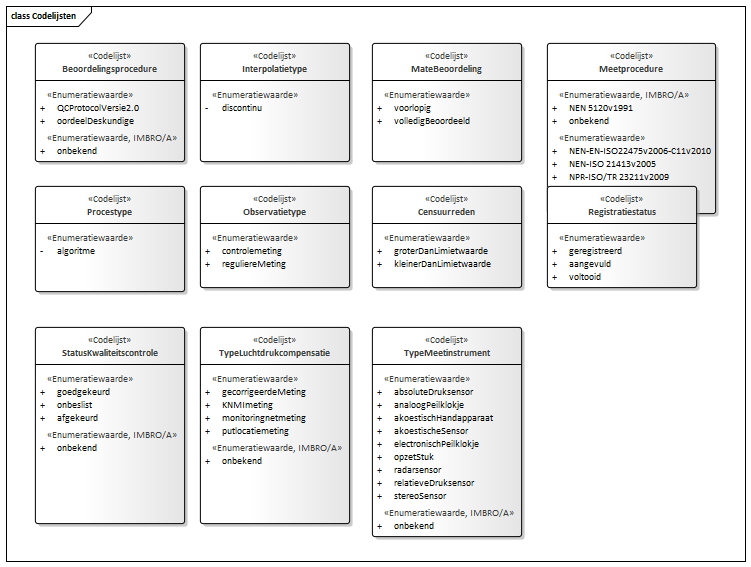 class Codelijsten
«Codelijst»
Beoordelingsprocedure
«Enumeratiewaarde»
+ QCProtocolVersie2.0
+ oordeelDeskundige
«Enumeratiewaarde, IMBRO/A»
+ onbekend
«Codelijst»
Interpolatietype
«Enumeratiewaarde»
- discontinu
«Codelijst»
MateBeoordeling
«Enumeratiewaarde»
+ voorlopig
+ volledigBeoordeeld
«Codelijst»
Meetprocedure
«Enumeratiewaarde, IMBRO/A»
+ NEN 5120v1991
+ onbekend
«Enumeratiewaarde»
+ NEN-EN-ISO22475v2006-C11v2010
+ NEN-ISO 21413v2005
+ NPR-ISO/TR 23211v2009
«Codelijst»
Procestype
«Enumeratiewaarde»
- algoritme
«Codelijst»
Observatietype
«Enumeratiewaarde»
+ controlemeting
+ reguliereMeting
«Codelijst»
Censuurreden
«Enumeratiewaarde»
+ groterDanLimietwaarde
+ kleinerDanLimietwaarde
«Codelijst»
Registratiestatus
«Enumeratiewaarde»
+ geregistreerd
+ aangevuld
+ voltooid
«Codelijst»
StatusKwaliteitscontrole
«Enumeratiewaarde»
+ goedgekeurd
+ onbeslist
+ afgekeurd
«Enumeratiewaarde, IMBRO/A»
+ onbekend
«Codelijst»
TypeLuchtdrukcompensatie
«Enumeratiewaarde»
+ gecorrigeerdeMeting
+ KNMImeting
+ monitoringnetmeting
+ putlocatiemeting
«Enumeratiewaarde, IMBRO/A»
+ onbekend
«Codelijst»
TypeMeetinstrument
«Enumeratiewaarde»
+ absoluteDruksensor
+ analoogPeilklokje
+ akoestischHandapparaat
+ akoestischeSensor
+ electronischPeilklokje
+ opzetStuk
+ radarsensor
+ relatieveDruksensor
+ stereoSensor
«Enumeratiewaarde, IMBRO/A»
+ onbekend